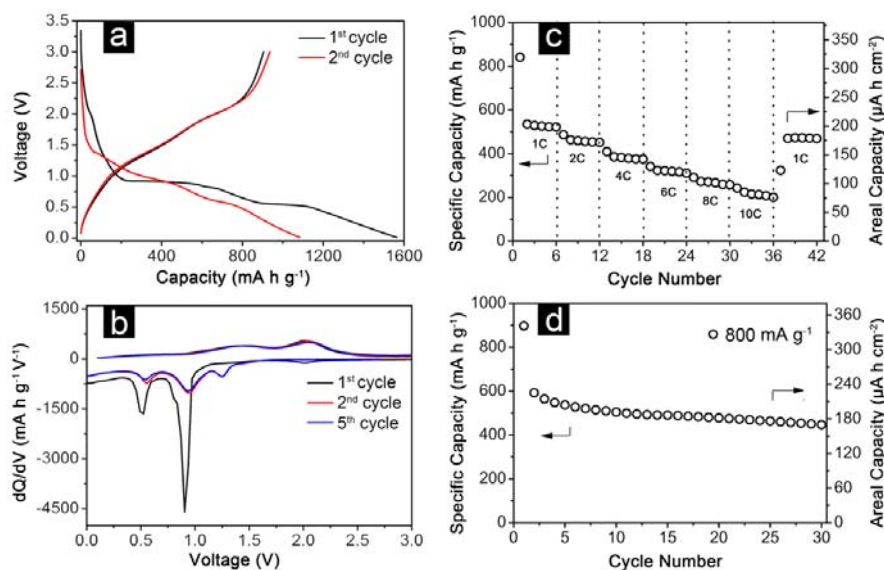 a
1st cycle
2nd cycle
Voltage (V)
3.5
3.0
2.5
2.0
1.5
1.0
0.5
0.0
0 400 800 1200 1600
Capacity (mA h g-1)
c
Specific Capacity (mA h g-1)
1000
800
600
400
200
0
1C
2C
4C
6C
8C
10C
1C
350
300
250
200
150
100
50
0
Areal Capacity (μA h cm-2)
0 6 12 18 24 30 36 42
Cycle Number
b
1st cycle
2nd cycle
5th cycle
dQ/dV (mA h g-1 V-1)
1500
0
-1500
-3000
-4500
0.0 0.5 1.0 1.5 2.0 2.5 3.0
Voltage (V)
d
800 mA g-1
Specific Capacity (mA h g-1)
1000
800
600
400
200
0
360
300
240
180
120
60
0
Areal Capacity (μA h cm-2)
0 5 10 15 20 25 30
Cycle Number